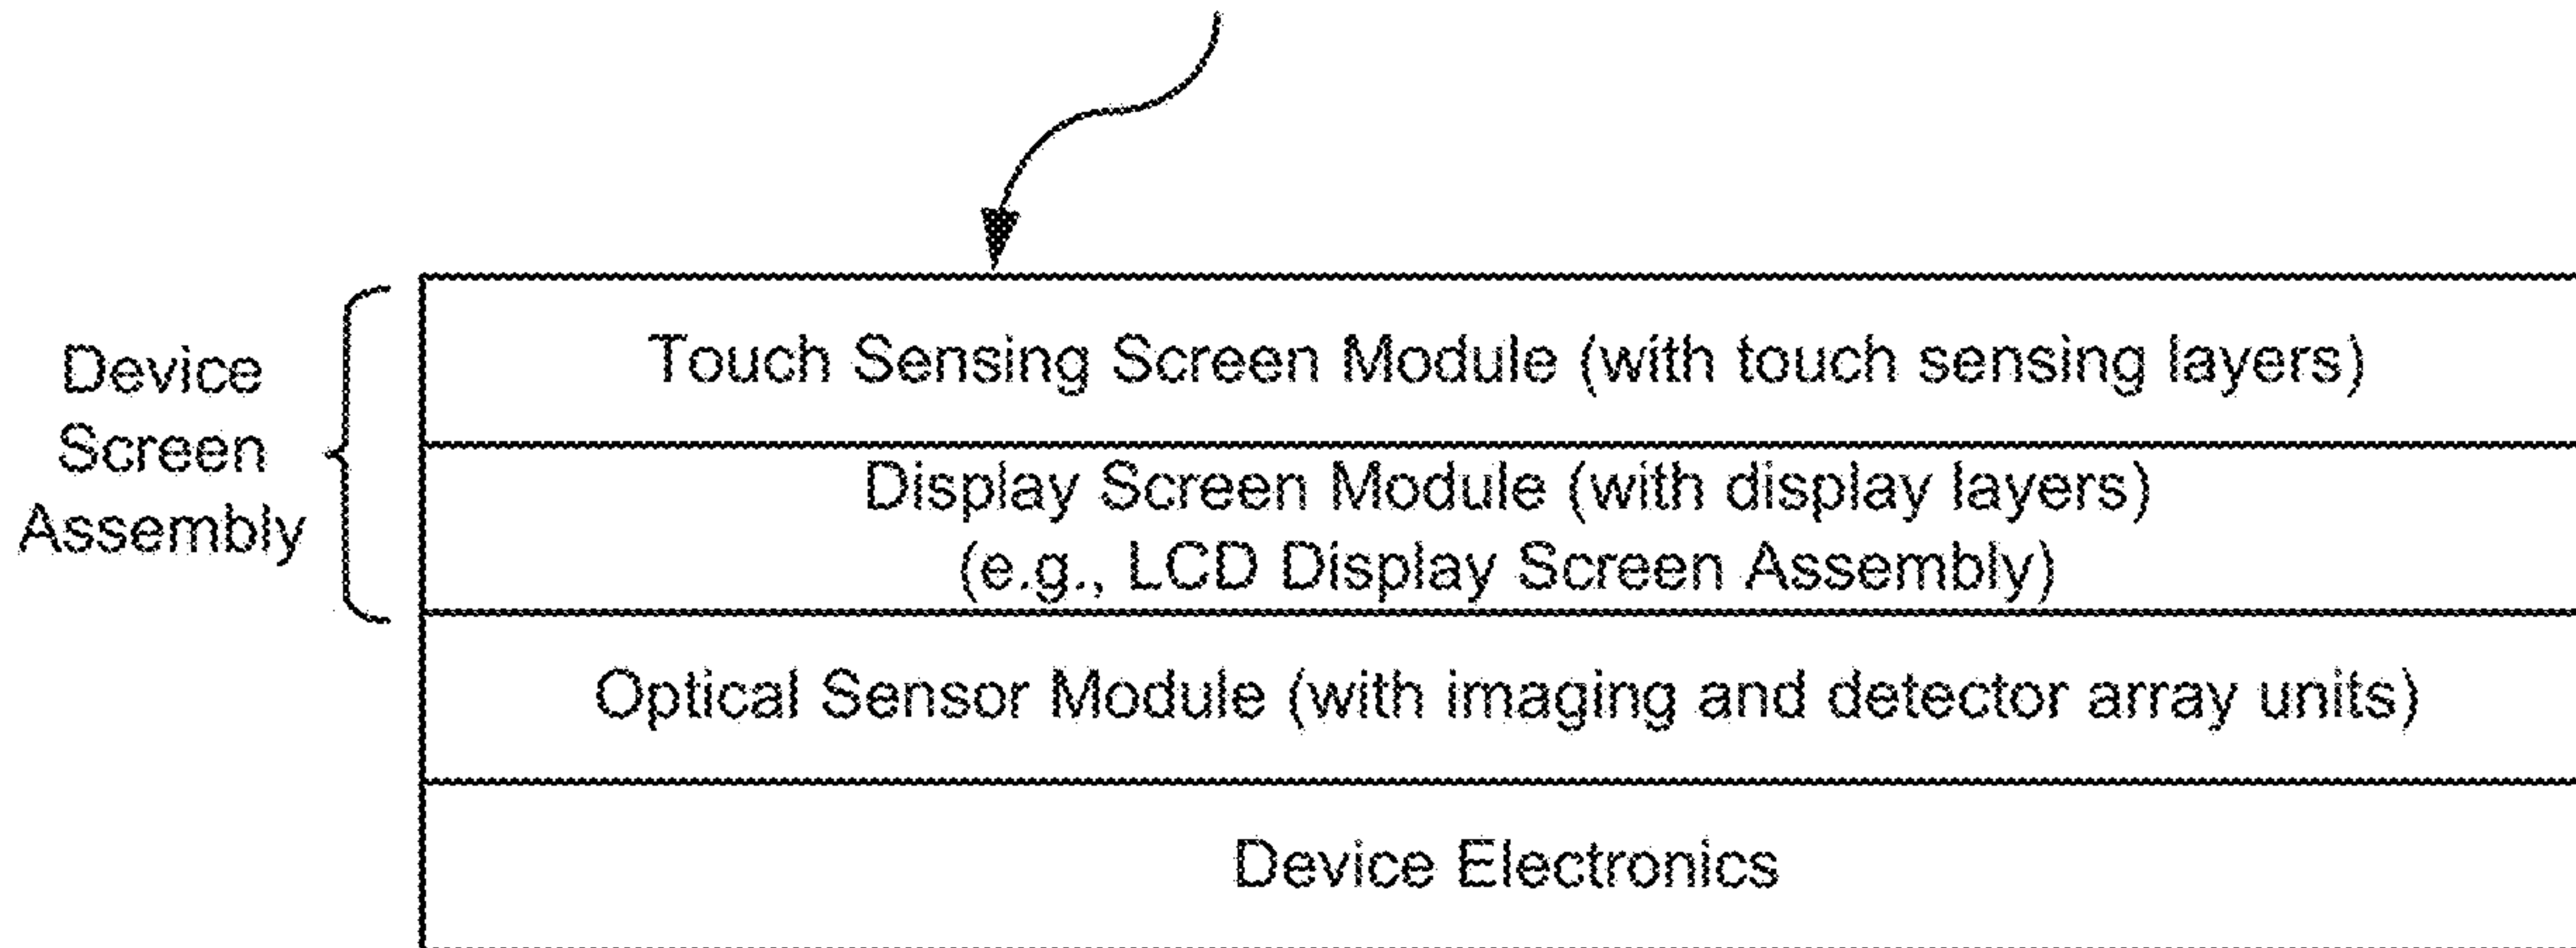 Device
Screen
Assembly
Touch Sensing Screen Module (with touch sensing layers)
Display Screen Module (with display layers)
(e.g., LCD Display Screen Assembly)
Optical Sensor Module (with imaging and detector array units)
Device Electronics